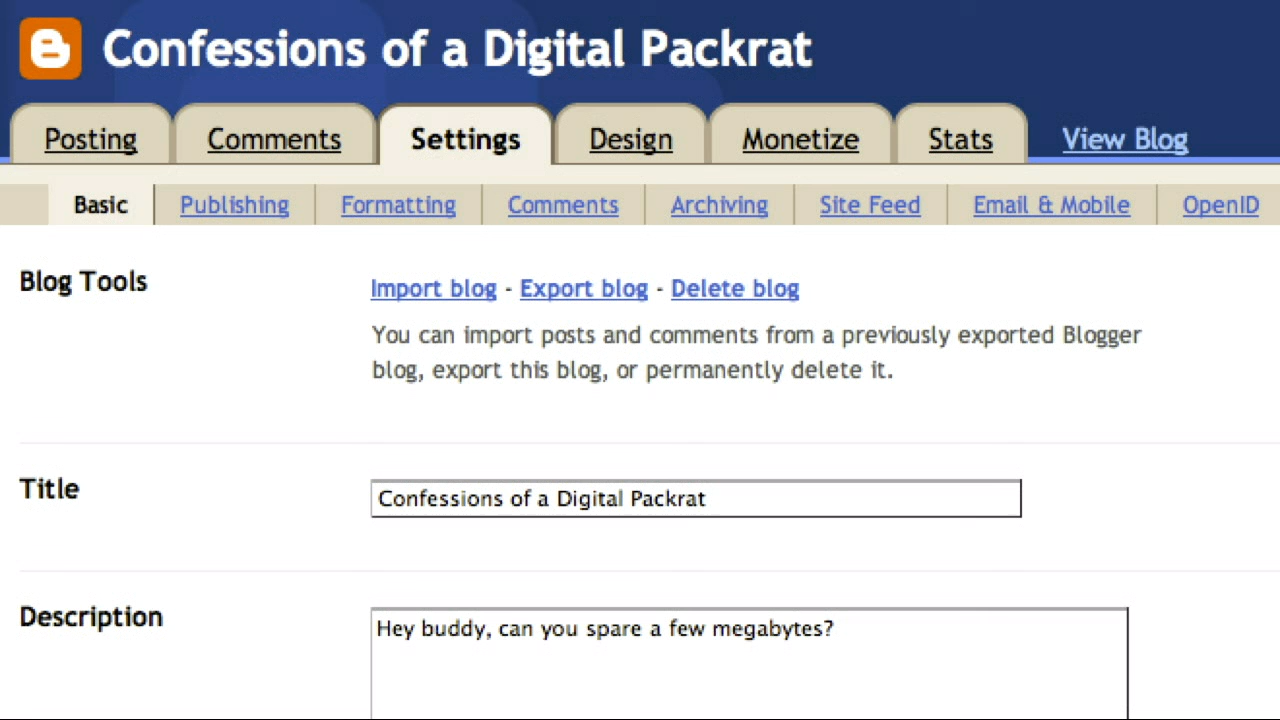 Confessions of a Digital Packrat
Posting Comments Settings Design Monetize Stats View Blog
Basic Publishing Formatting Comments Archiving Site Feed Email & Mobile OpenID
Blog Tools
Import blog - Export blog - Delete blog
You can import posts and comments from a previously exported Blogger
blog, export this blog, or permanently delete it.
Title
Confessions of a Digital Packrat
Description
Hey buddy, can you spare a few megabytes?